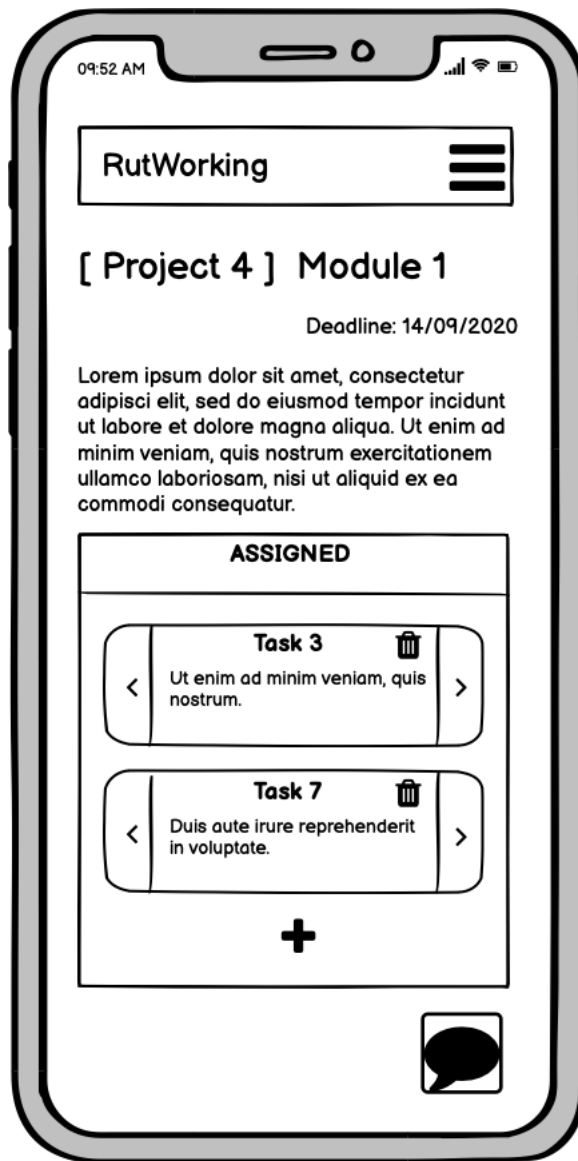 09:52 AM
RutWorking
[ Project 4 ] Module 1
Deadline: 14/09/2020
Lorem ipsum dolor sit amet, consectetur
adipisci elit, sed do eiusmod tempor incidunt
ut labore et dolore magna aliqua. Ut enim ad
minim veniam, quis nostrum exercitationem
ullamco laboriosam, nisi ut aliquid ex ea
commodi consequatur.
ASSIGNED
Task 3
Ut enim ad minim veniam, quis
nostrum.
Task 7
Duis aute irure reprehenderit
in voluptate.